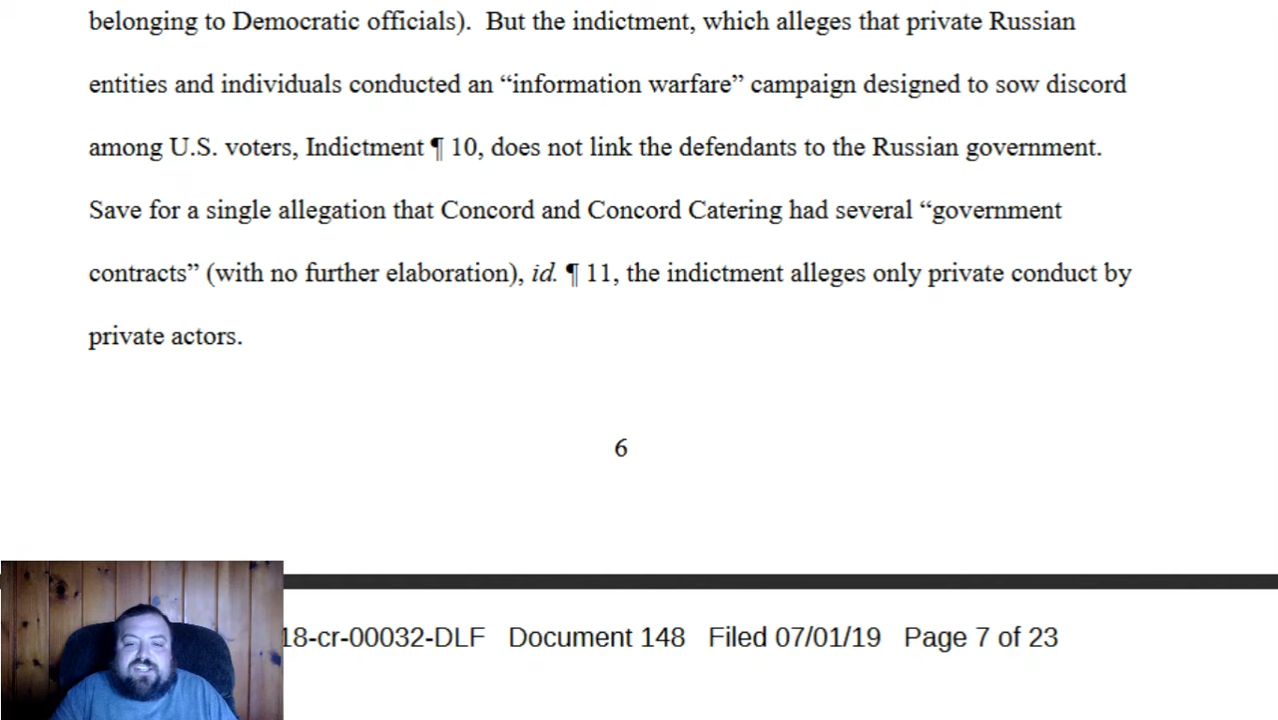 belonging to Democratic officials).  But the indictment, which alleges that private Russian
entities and individuals conducted an “information warfare” campaign designed to sow discord
among U.S. voters, Indictment ¶ 10, does not link the defendants to the Russian government.
Save for a single allegation that Concord and Concord Catering had several “government
contracts” (with no further elaboration), id. ¶ 11, the indictment alleges only private conduct by
private actors.
6
18-cr-00032-DLF   Document 148   Filed 07/01/19   Page 7 of 23